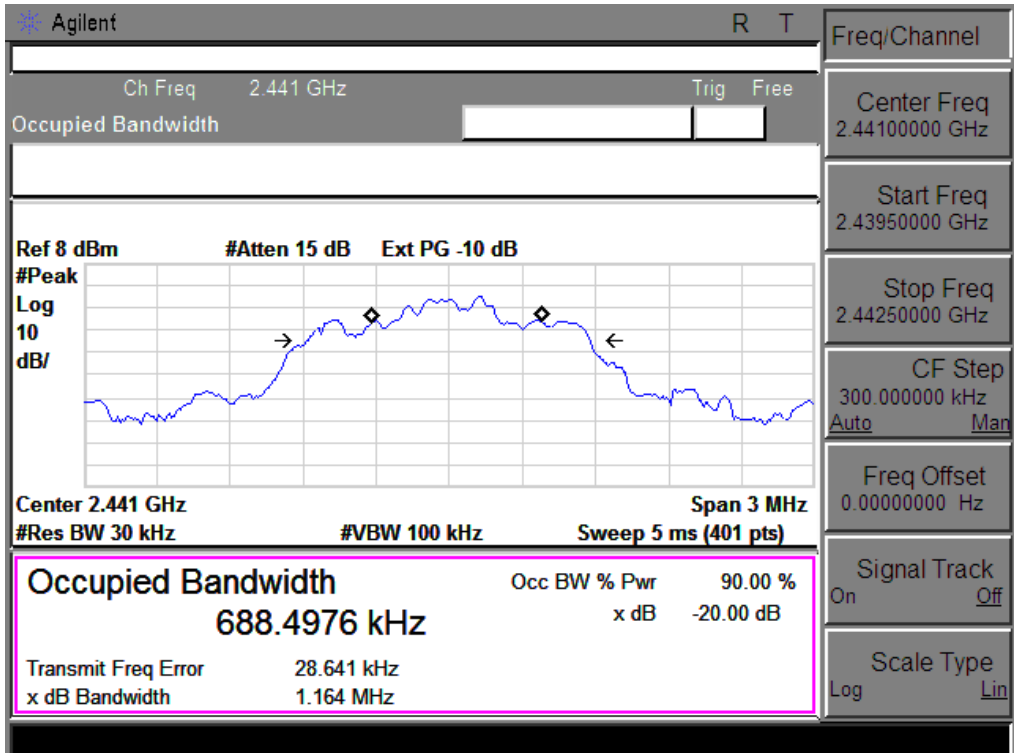 Agilent R T
Ch Freq 2.441 GHz Trig Free
Occupied Bandwidth
Ref 8 dBm #Atten 15 dB Ext PG -10 dB
#Peak
Log
10
dB/
Center 2.441 GHz Span 3 MHz
#Res BW 30 kHz #VBW 100 kHz Sweep 5 ms (401 pts)
Occupied Bandwidth Occ BW % Pwr 90.00 %
688.4976 kHz x dB -20.00 dB
Transmit Freq Error 28.641 kHz
x dB Bandwidth 1.164 MHz
Freq/Channel
Center Freq
2.44100000 GHz
Start Freq
2.43950000 GHz
Stop Freq
2.44250000 GHz
CF Step
300.000000 kHz
Auto Man
Freq Offset
0.00000000 Hz
Signal Track
On Off
Scale Type
Log Lin